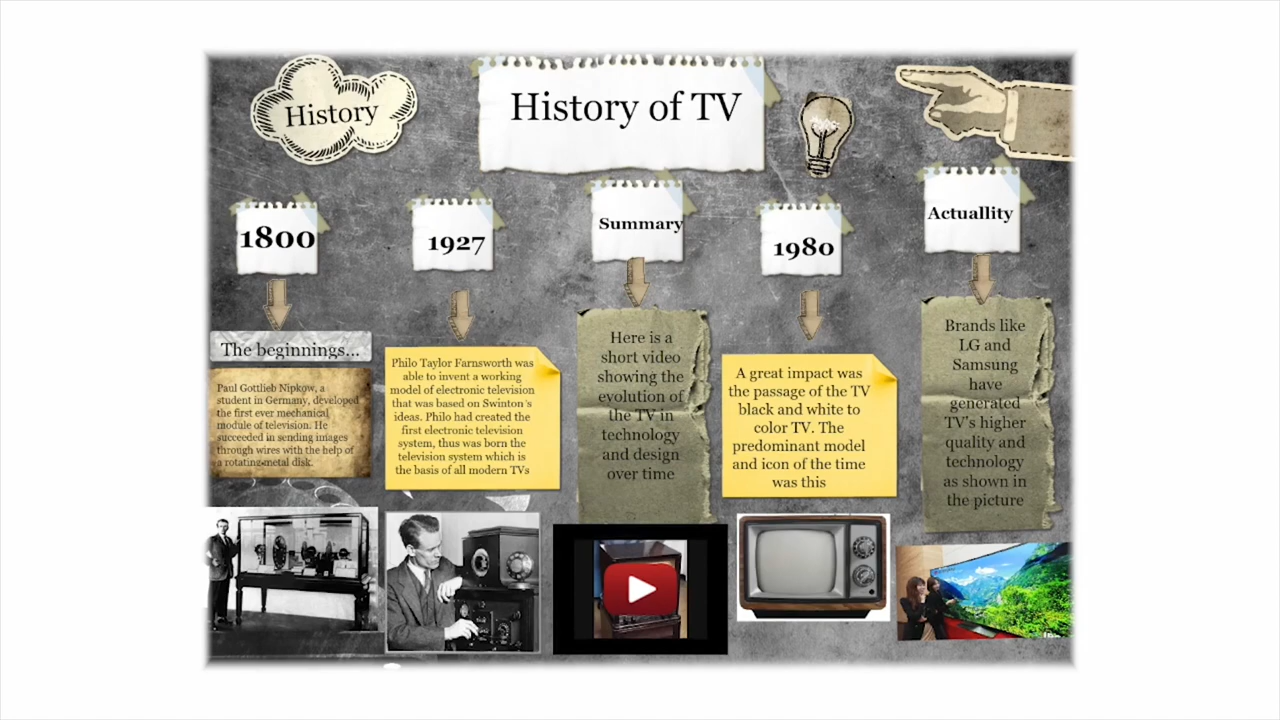 History
History of TV
1800
1927
Summary
1980
Actuallity
The beginnings...
Paul Gottlieb Nipkow, a
student in Germany, developed
the first ever mechanical
module of television. He
succeeded in sending images
through wires with the help of
a rotating metal disk.
Philo Taylor Farnsworth was
able to invent a working
model of electronic television
that was based on Swinton's
ideas. Philo had created the
first electronic television
system, thus was born the
television system which is
the basis of all modern TVs
Here is a
short video
showing the
evolution of
the TV in
technology
and design
over time
A great impact was
the passage of the TV
black and white to
color TV. The
predominant model
and icon of the time
was this
Brands like
LG and
Samsung
have
generated
TV's higher
quality and
technology
as shown in
the picture